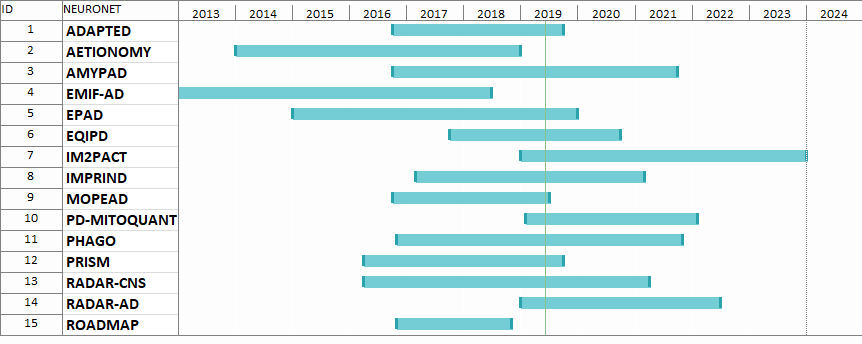 ID NEURONET 2013 2014 2015 2016 2017 2018 2019 2020 2021 2022 2023 2024
1 ADAPTED
2 AETIONOMY
3 AMYPAD
4 EMIF-AD
5 EPAD
6 EQIPD
7 IM2PACT
8 IMPRIND
9 MOPEAD
10 PD-MITOQUANT
11 PHAGO
12 PRISM
13 RADAR-CNS
14 RADAR-AD
15 ROADMAP